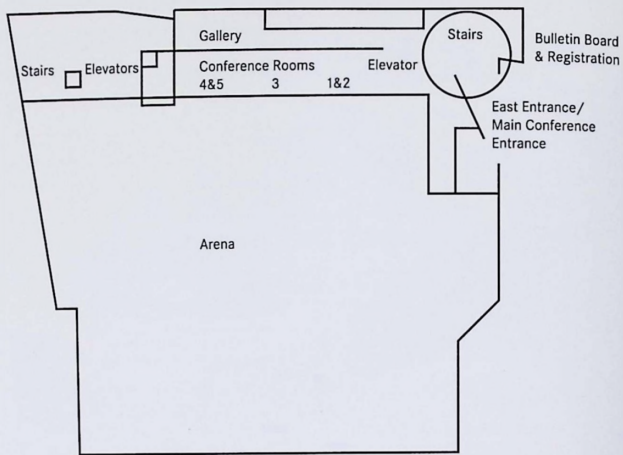 Gallery
Stairs
Bulletin Board
& Registration
Stairs
Elevators
Conference Rooms
4&5 3 1&2
Elevator
East Entrance/
Main Conference
Entrance
Arena